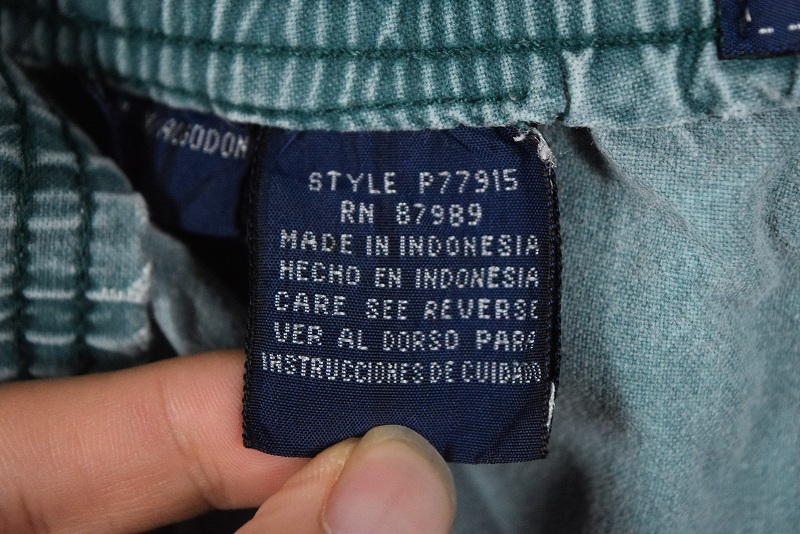 ALGODON
STYLE P77915
RN 87989
MADE IN INDONESIA
HECHO EN INDONESIA
CARE SEE REVERSE
VER AL DORSO PARA
INSTRUCCIONES DE CUIDADO